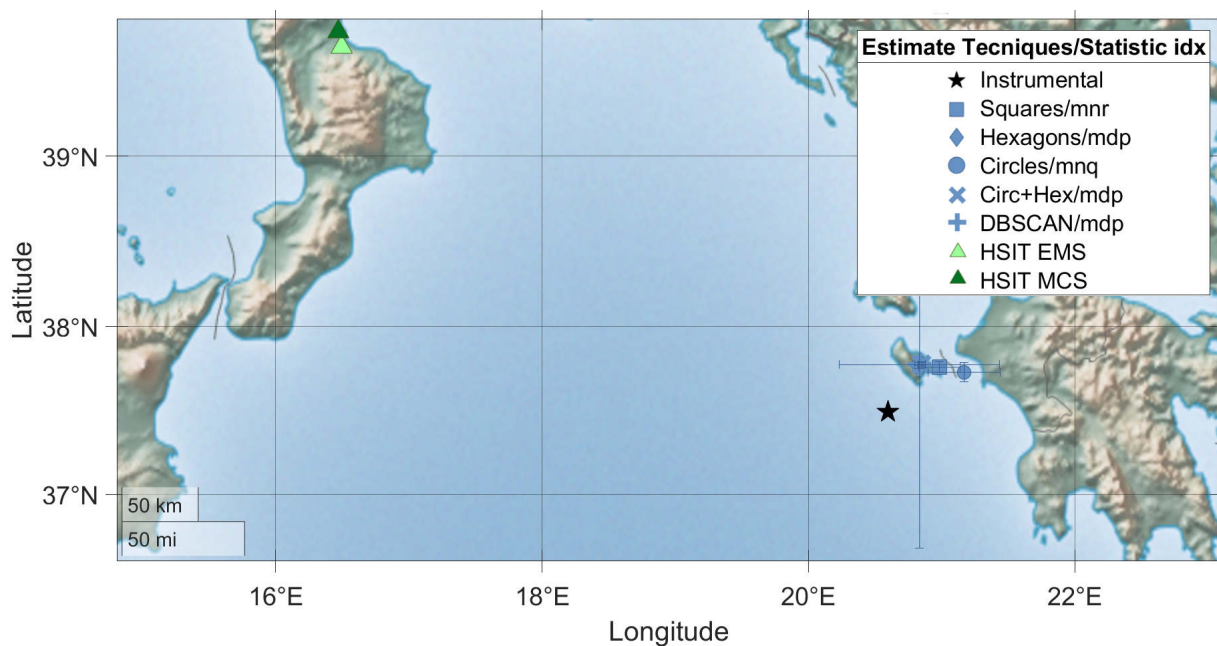 Estimate Tecniques/Statistic idx
Instrumental
Squares/mnr
Hexagons/mdp
Circles/mnq
Circ+Hex/mdp
DBSCAN/mdp
HSIT EMS
HSIT MCS
39°N
38°N
37°N
Latitude
50 km
50 mi
16°E
18°E
20°E
22°E
Longitude